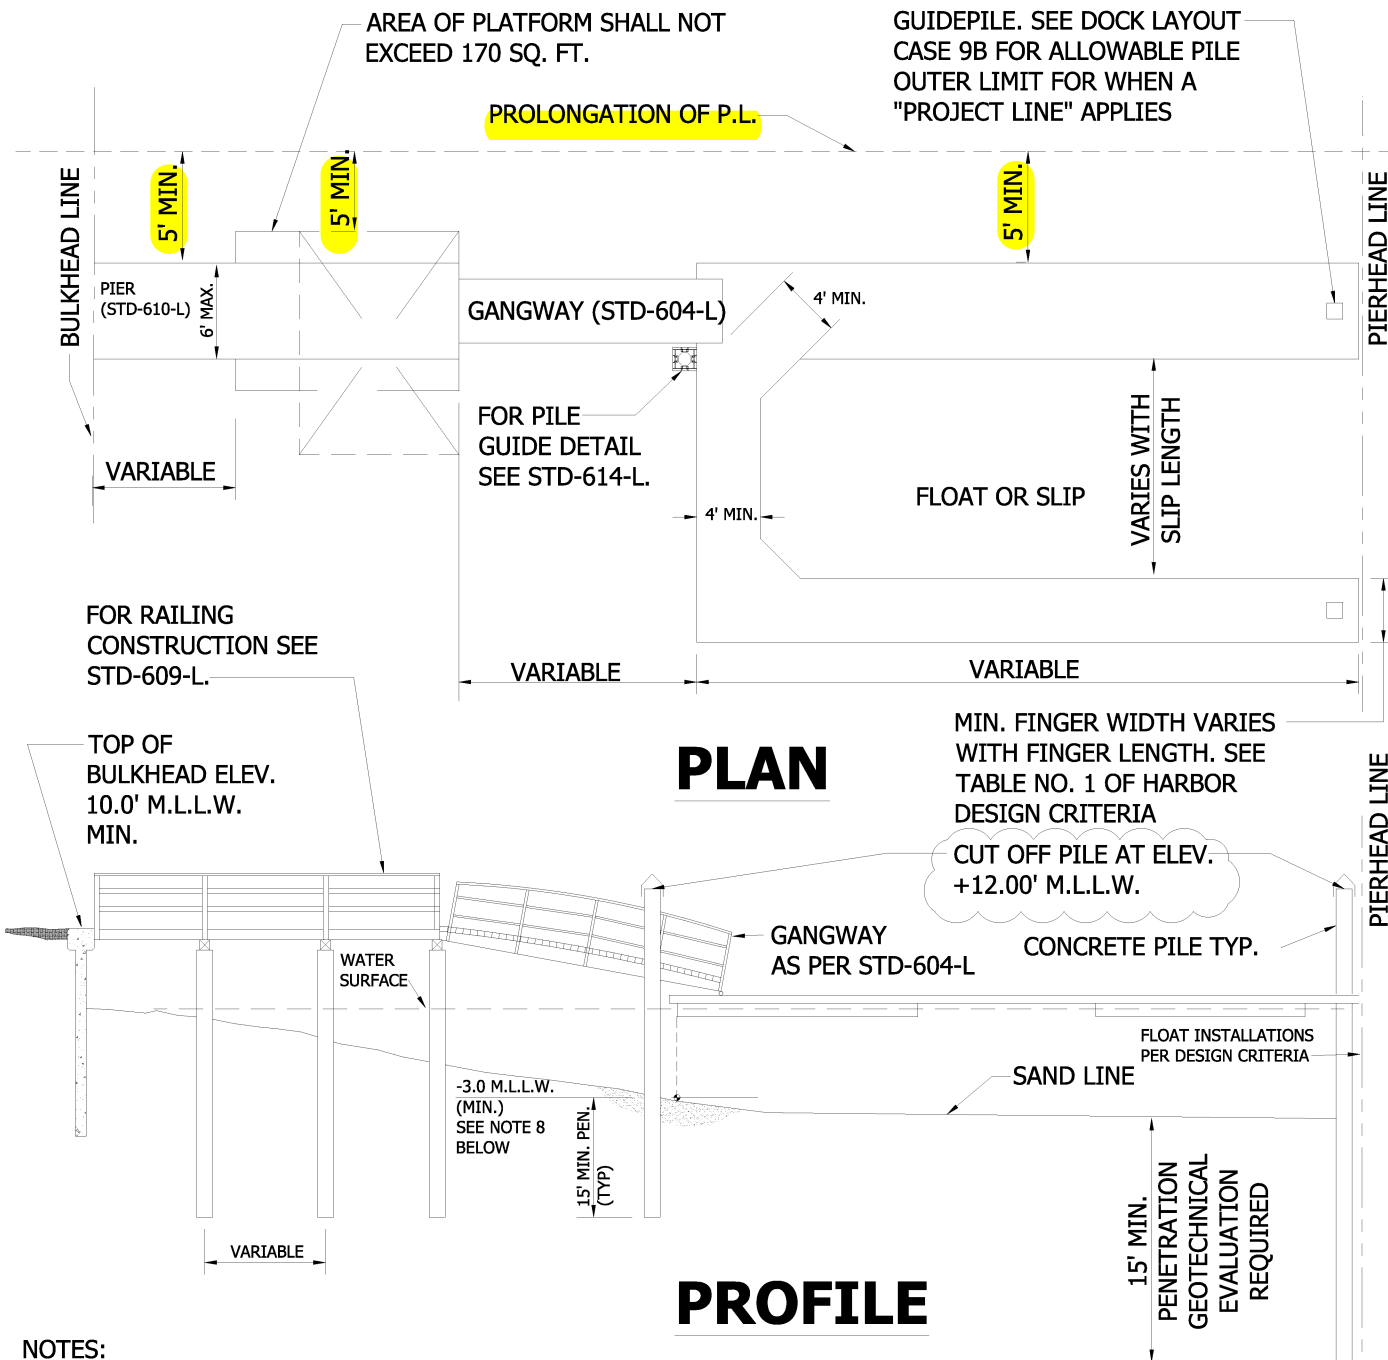 AREA OF PLATFORM SHALL NOT
EXCEED 170 SQ. FT.
GUIDEPILE. SEE DOCK LAYOUT
CASE 9B FOR ALLOWABLE PILE
OUTER LIMIT FOR WHEN A
"PROJECT LINE" APPLIES
PROLONGATION OF P.L.
BULKHEAD LINE
5' MIN.
5' MIN.
5' MIN.
PIERHEAD LINE
PIER
(STD-610-L)
6' MAX.
GANGWAY (STD-604-L)
4' MIN.
FOR PILE
GUIDE DETAIL
SEE STD-614-L.
VARIABLE
4' MIN.
FLOAT OR SLIP
VARIES WITH
SLIP LENGTH
FOR RAILING
CONSTRUCTION SEE
STD-609-L.
VARIABLE
VARIABLE
TOP OF
BULKHEAD ELEV.
10.0' M.L.L.W.
MIN.
PLAN
MIN. FINGER WIDTH VARIES
WITH FINGER LENGTH. SEE
TABLE NO. 1 OF HARBOR
DESIGN CRITERIA
PIERHEAD LINE
CUT OFF PILE AT ELEV.
+12.00' M.L.L.W.
GANGWAY
AS PER STD-604-L
CONCRETE PILE TYP.
WATER
SURFACE
FLOAT INSTALLATIONS
PER DESIGN CRITERIA
SAND LINE
-3.0 M.L.L.W.
(MIN.)
SEE NOTE 8
BELOW
15' MIN. PEN.
(TYP)
15' MIN.
PENETRATION
GEOTECHNICAL
EVALUATION
REQUIRED
VARIABLE
PROFILE
NOTES: